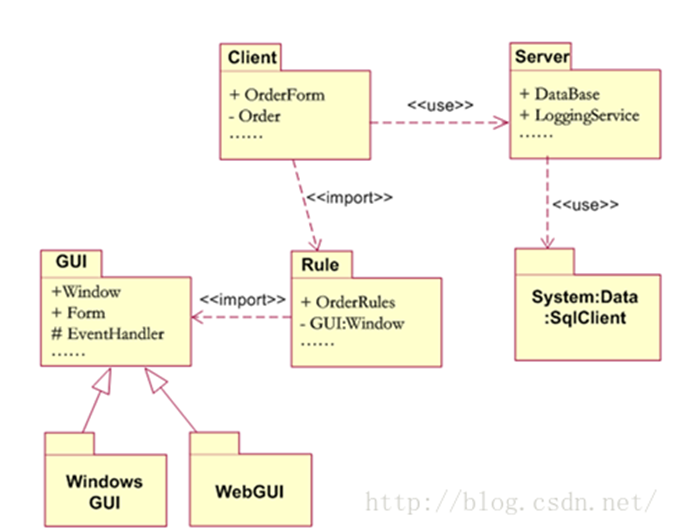 Client
+ OrderForm
- Order
......
<<use>>
Server
+ DataBase
+ LoggingService
......
<<import>>
<<use>>
GUI
+Window
+ Form
# EventHandler
......
<<import>>
Rule
+ OrderRules
- GUI:Window
......
System:Data
:SqlClient
Windows
GUI
WebGUI
http://blog.csdn.net/